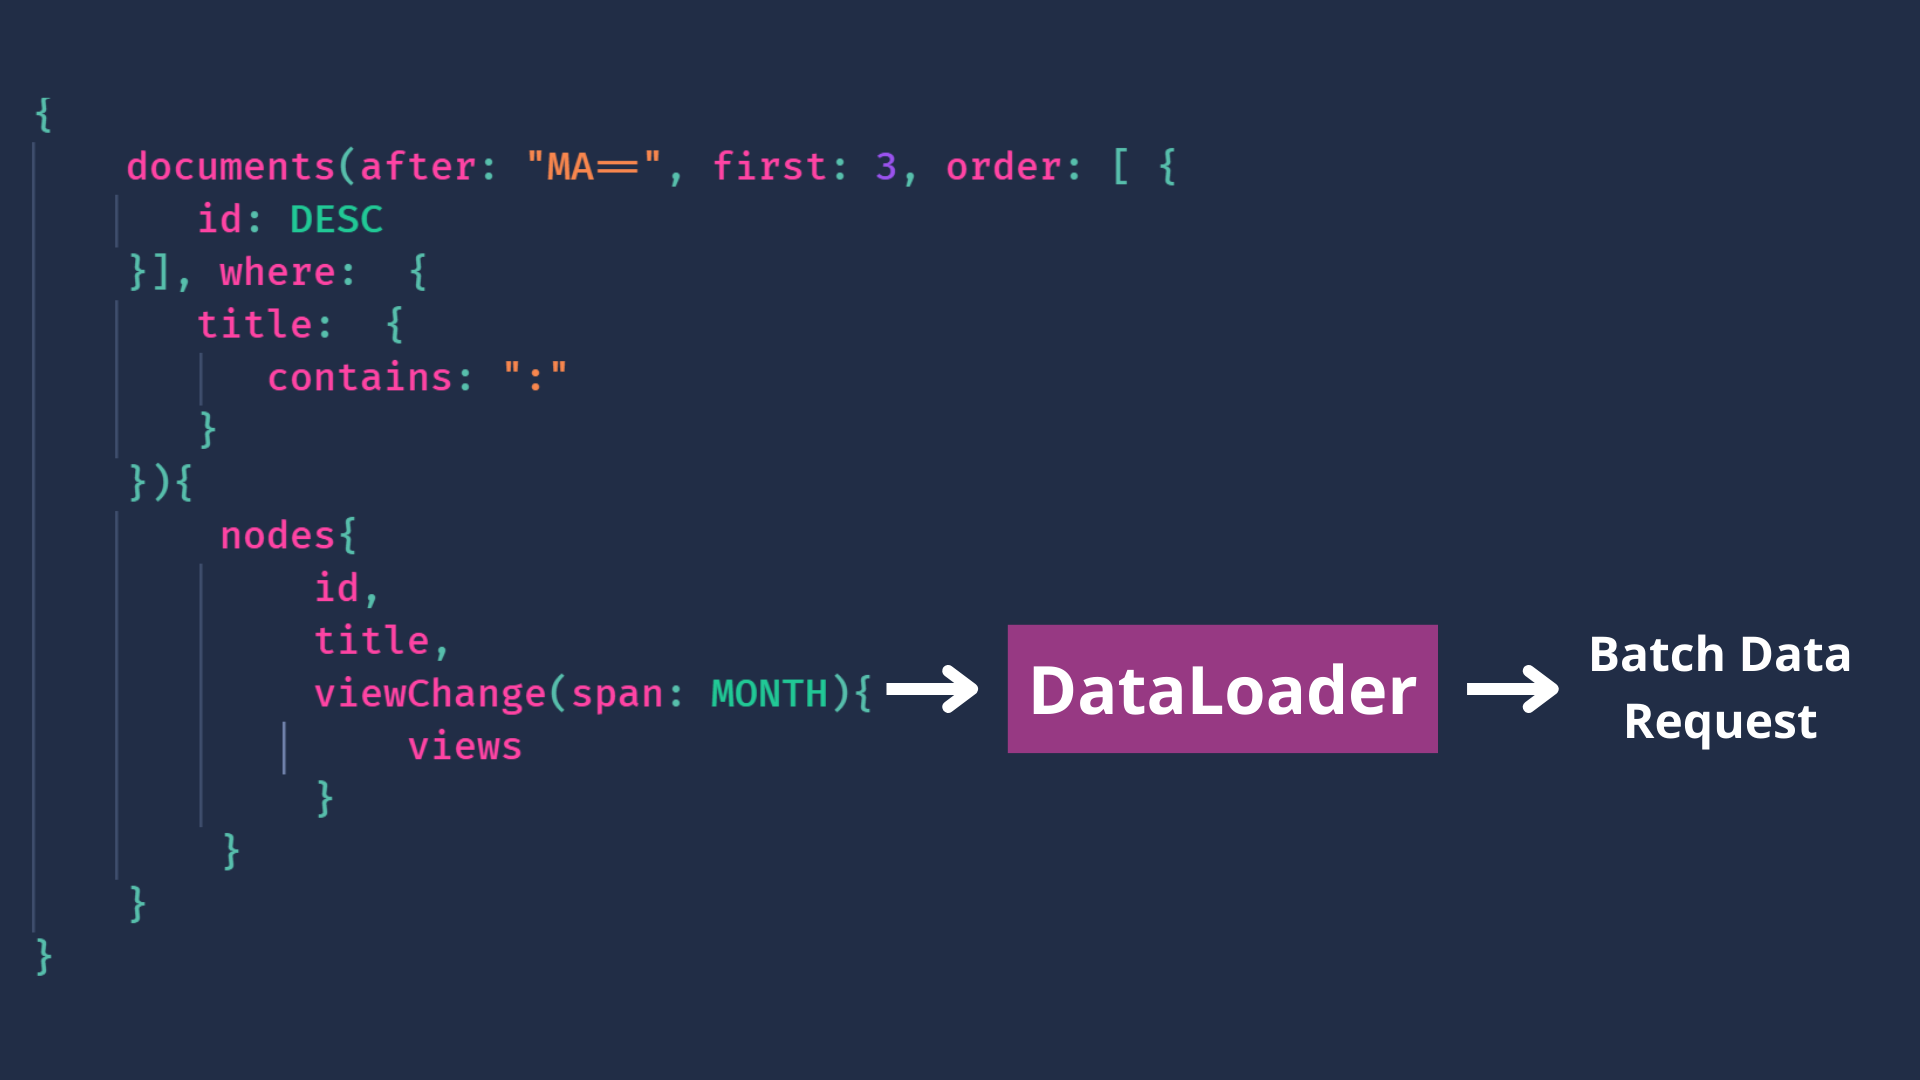 {
documents(after: "MA==", first: 3, order: [ {
id: DESC
}], where:  {
title:  {
contains: ":"
}
}){
nodes{
id,
title,
viewChange(span: MONTH){
views
}
}
}
}
DataLoader
Batch Data
Request